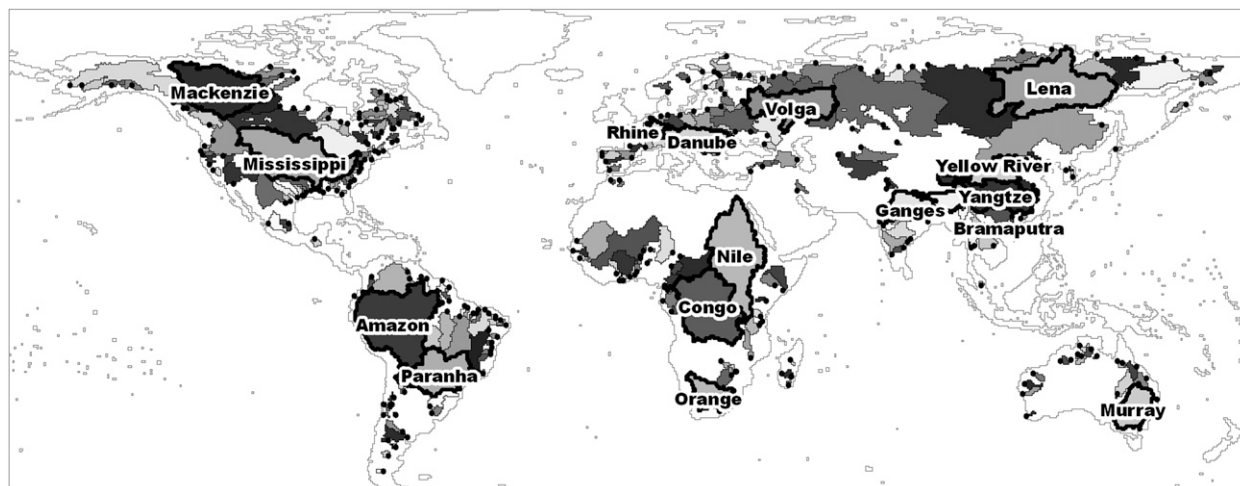 Mackenzie
Lena
Volga
Rhine
Danube
Mississippi
Yellow River
Yangtze
Ganges
Bramaputra
Nile
Congo
Amazon
Paranha
Orange
Murray